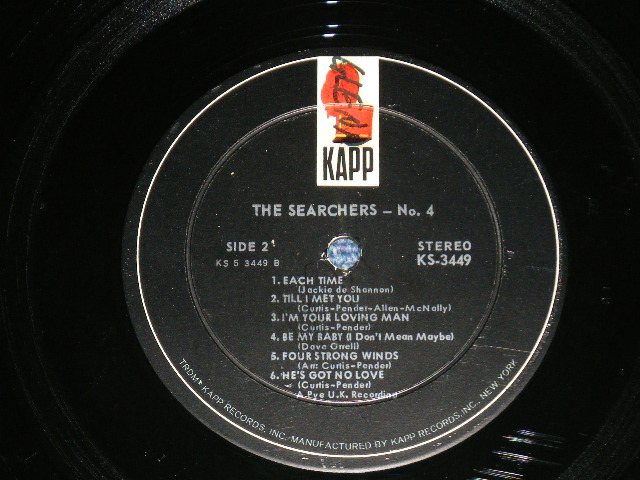 GLENN
KAPP
THE SEARCHERS – No. 4
SIDE 2
KS 5 3449 B
STEREO
KS-3449
1. EACH TIME
(Jackie de Shannon)
2. TILL I MET YOU
(Curtis-Pender-Allen-McNally)
3. I'M YOUR LOVING MAN
(Curtis-Pender)
4. BE MY BABY (I Don't Mean Maybe)
(Dave Orrell)
5. FOUR STRONG WINDS
(Arr: Curtis-Pender)
6. HE'S GOT NO LOVE
(Curtis-Pender)
A Pye U.K. Recording
TRDMK KAPP RECORDS, INC. MANUFACTURED BY KAPP RECORDS, INC., NEW YORK